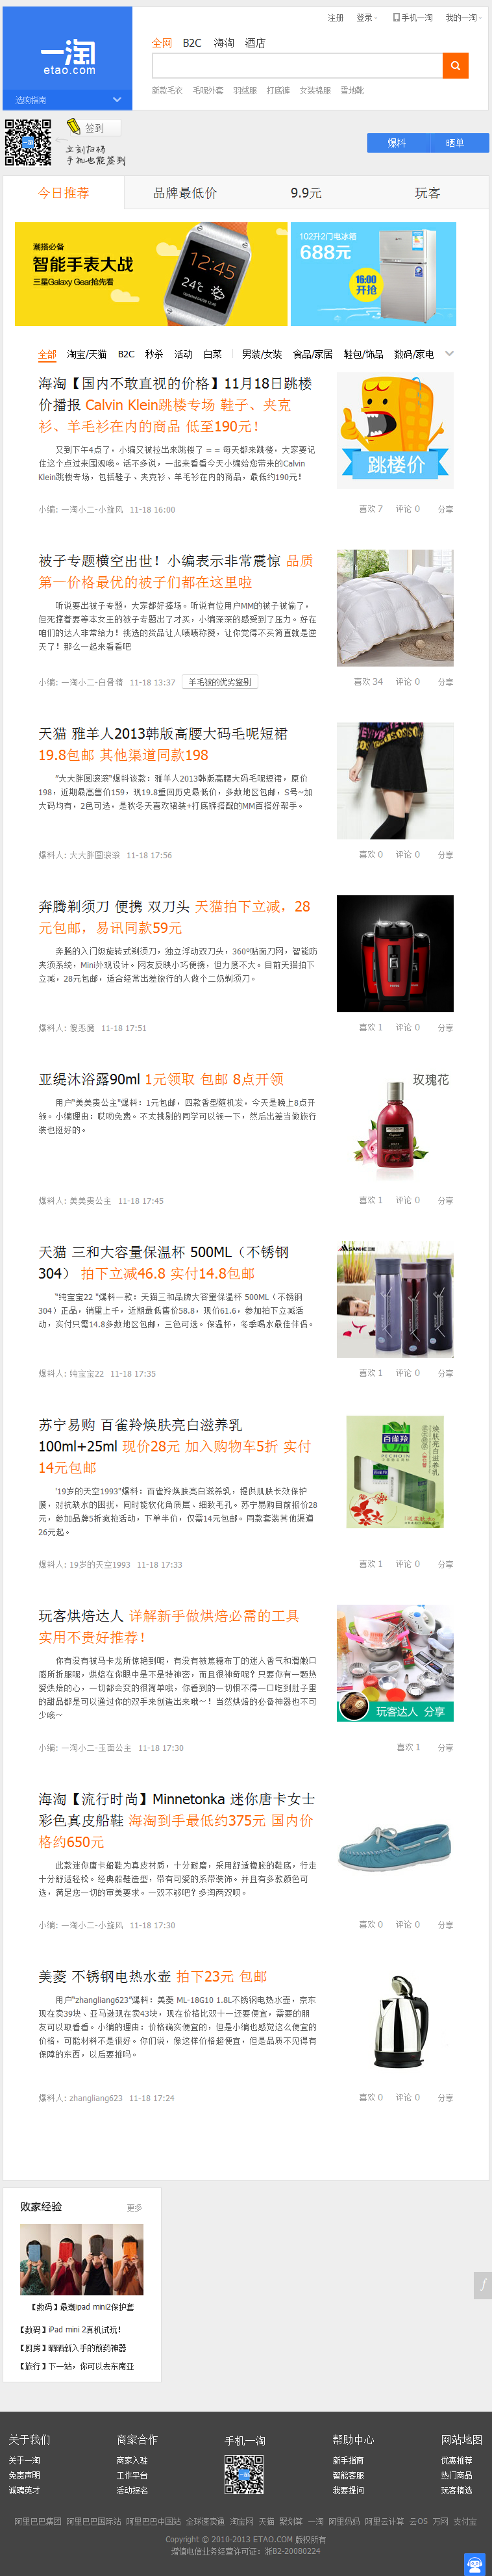 注册 登录 手机一淘 我的一淘
一淘
etao.com
选购指南
全网 B2C 海淘 酒店
新款毛衣 毛呢外套 羽绒服 打底裤 女装棉服 雪地靴
签到
立刻扫码
手机也能签到
爆料 晒单
今日推荐 品牌最低价 9.9元 玩客
潮搭必备
智能手表大战
三星Galaxy Gear抢先看
102升2门电冰箱
688元
16:00
开抢
全部 淘宝/天猫 B2C 秒杀 活动 白菜 男装/女装 食品/家居 鞋包/饰品 数码/家电
海淘【国内不敢直视的价格】11月18日跳楼
价播报 Calvin Klein跳楼专场 鞋子、夹克
衫、羊毛衫在内的商品 低至190元！
又到下午4点了，小编又被拉出来跳楼了 = = 每天都来跳楼，大家要记
住这个点过来围观哦。话不多说，一起来看看今天小编给您带来的Calvin
Klein跳楼专场，包括鞋子、夹克衫、羊毛衫在内的商品，最低约190元！
跳楼价
小编: 一淘小二-小旋风 11-18 16:00
喜欢 7 评论 0 分享
被子专题横空出世！小编表示非常震惊 品质
第一价格最优的被子们都在这里啦
听说要出被子专题，大家都好捧场。听说有位用户MM的被子被偷了，
但死撑着要等本女王的被子专题出了才买，小编深深的感受到了压力。好在
咱们的达人非常给力！挑选的货品让人啧啧称赞，让你觉得不买简直就是逆
天了！那么一起来看看吧
小编: 一淘小二-白骨精 11-18 13:37 羊毛被的优劣鉴别
喜欢 34 评论 0 分享
天猫 雅羊人2013韩版高腰大码毛呢短裙
19.8包邮 其他渠道同款198
"大大胖圆滚滚"爆料该款：雅羊人2013韩版高腰大码毛呢短裙，原价
198，近期最高售价159，现19.8重回历史最低价，多数地区包邮，S号~加
大码均有，2色可选，是秋冬天喜欢裙装+打底裤搭配的MM百搭好帮手。
爆料人: 大大胖圆滚滚 11-18 17:56
喜欢 0 评论 0 分享
奔腾剃须刀 便携 双刀头 天猫拍下立减，28
元包邮，易讯同款59元
奔腾的入门级旋转式剃须刀，独立浮动双刀头，360°贴面刀网，智能防
夹须系统，Mini外观设计。网友反映小巧便携，但力度不大。目前天猫拍下
立减，28元包邮，适合经常出差旅行的人做个二奶剃须刀。
爆料人: 傻恶魔 11-18 17:51
喜欢 1 评论 0 分享
亚缇沐浴露90ml 1元领取 包邮 8点开领
用户"美美贵公主"爆料：1元包邮，四款香型随机发，今天是晚上8点开
领。小编理由：哎哟免费。不太挑剔的同学可以领一下，然后出差当做旅行
装也挺好的。
玫瑰花
爆料人: 美美贵公主 11-18 17:45
喜欢 1 评论 0 分享
天猫 三和大容量保温杯 500ML（不锈钢
304） 拍下立减46.8 实付14.8包邮
"纯宝宝22 "爆料一款：天猫三和品牌大容量保温杯 500ML（不锈钢
304）正品，销量上千，近期最低售价58.8，现价61.6，参加拍下立减活
动，实付只需14.8多数地区包邮，三色可选。保温杯，冬季喝水最佳伴侣。
SANHE 三和
爆料人: 纯宝宝22 11-18 17:35
喜欢 1 评论 0 分享
苏宁易购 百雀羚焕肤亮白滋养乳
100ml+25ml 现价28元 加入购物车5折 实付
14元包邮
'19岁的天空1993"爆料：百雀羚焕肤亮白滋养乳，提供肌肤长效保护
膜，对抗缺水的困扰，同时能软化角质层、细软毛孔。苏宁易购目前报价28
元，参加品牌5折疯抢活动，下单半价，仅需14元包邮。同款套装其他渠道
26元起。
百雀羚
PECHOIN
焕肤亮白滋养乳
爆料人: 19岁的天空1993 11-18 17:33
喜欢 1 评论 0 分享
玩客烘焙达人 详解新手做烘焙必需的工具
实用不贵好推荐！
你有没有被马卡龙所惊艳到呢，有没有被焦糖布丁的迷人香气和滑嫩口
感所折服呢，烘焙在你眼中是不是特神密，而且很神奇呢？只要你有一颗热
爱烘焙的心，一切都会变的很简单哦，你看到的一切恨不得一口吃到肚子里
的甜品都是可以通过你的双手来创造出来哦~！当然烘焙的必备神器也不可
少哦~
玩客达人 分享
小编: 一淘小二-玉面公主 11-18 17:30
喜欢 1 分享
海淘【流行时尚】Minnetonka 迷你唐卡女士
彩色真皮船鞋 海淘到手最低约375元 国内价
格约650元
此款迷你唐卡船鞋为真皮材质，十分耐磨，采用舒适橡胶的鞋底，行走
十分舒适轻松。经典船鞋造型，带有可爱的系带装饰。并且有多款颜色可
选，满足您一切的审美要求。一双不够吧？多淘两双呗。
小编: 一淘小二-小旋风 11-18 17:30
喜欢 0 评论 0 分享
美菱 不锈钢电热水壶 拍下23元 包邮
用户"zhangliang623"爆料：美菱 ML-18G10 1.8L不锈钢电热水壶，京东
现在卖39块、亚马逊现在卖43块，现在价格比双十一还要便宜，需要的朋
友可以取看看。小编的理由：价格确实便宜的，但是小编也感觉这么便宜的
价格，可能材料不是很好。你们说，像这样价格超便宜，但是品质不见得有
保障的东西，以后要推吗。
爆料人: zhangliang623 11-18 17:24
喜欢 0 评论 0 分享
败家经验 更多
【数码】最潮ipad mini2保护套
【数码】iPad mini 2真机试玩！
【厨房】晒晒新入手的煎药神器
【旅行】下一站，你可以去东南亚
关于我们 商家合作 手机一淘 帮助中心 网站地图
关于一淘 商家入驻 新手指南 优惠推荐
免责声明 工作平台 智能客服 热门商品
诚聘英才 活动报名 我要提问 玩客精选
阿里巴巴集团 阿里巴巴国际站 阿里巴巴中国站 全球速卖通 淘宝网 天猫 聚划算 一淘 阿里妈妈 阿里云计算 云OS 万网 支付宝
Copyright © 2010-2013 ETAO.COM 版权所有
增值电信业务经营许可证：浙B2-20080224